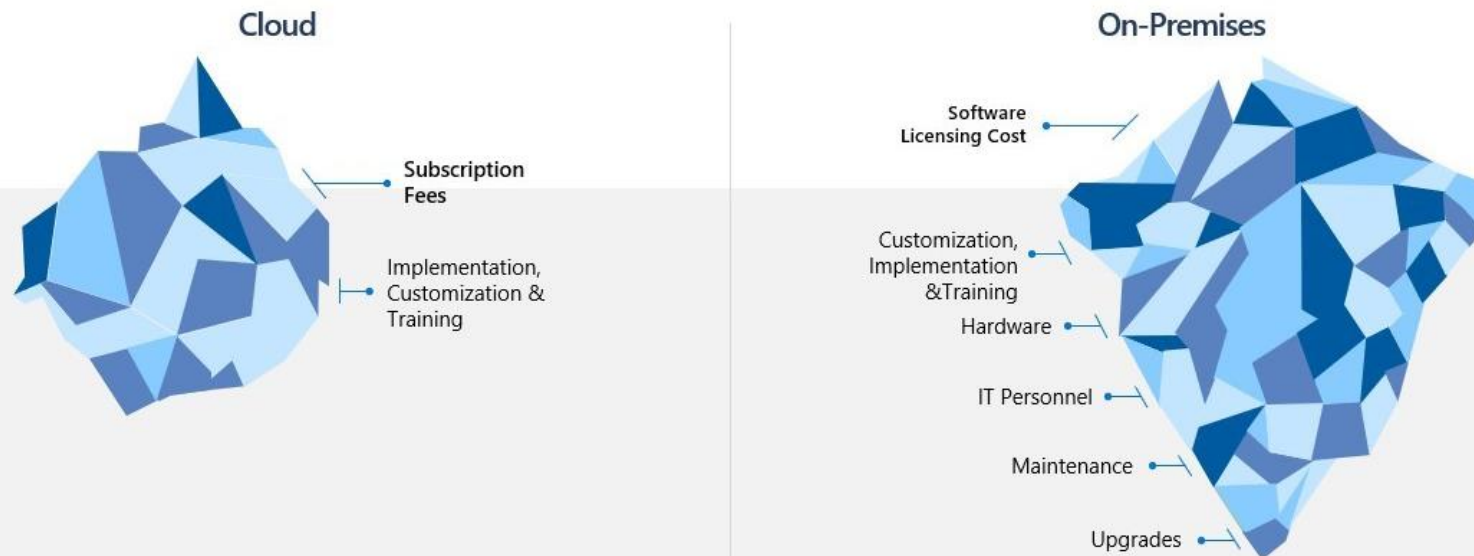 Cloud
Subscription
Fees
Implementation,
Customization &
Training
On-Premises
Software
Licensing Cost
Customization,
Implementation
&Training
Hardware
IT Personnel
Maintenance
Upgrades